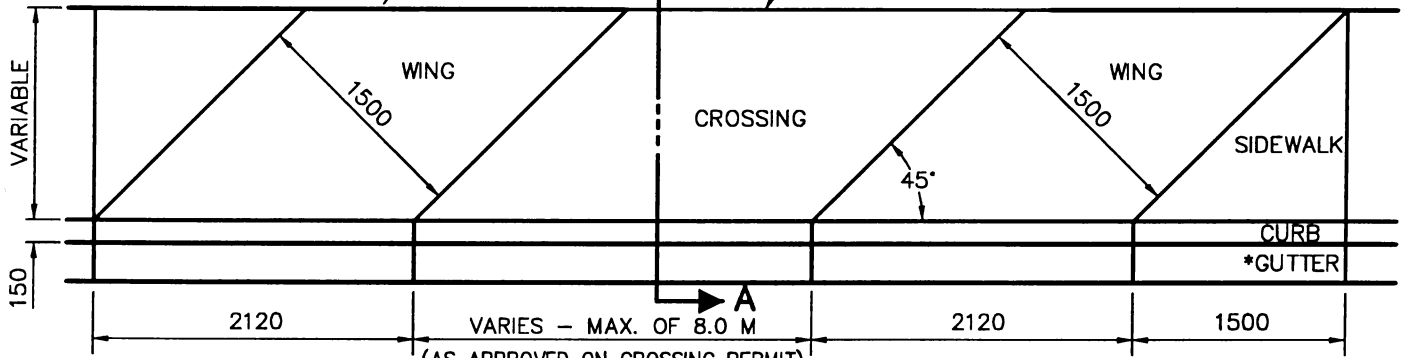 WING
WING
1500
1500
VARIABLE
CROSSING
SIDEWALK
45°
CURB
*GUTTER
150
A
2120
VARIES – MAX. OF 8.0 M
2120
1500
(AS APPROVED ON CROSSING PERMIT)